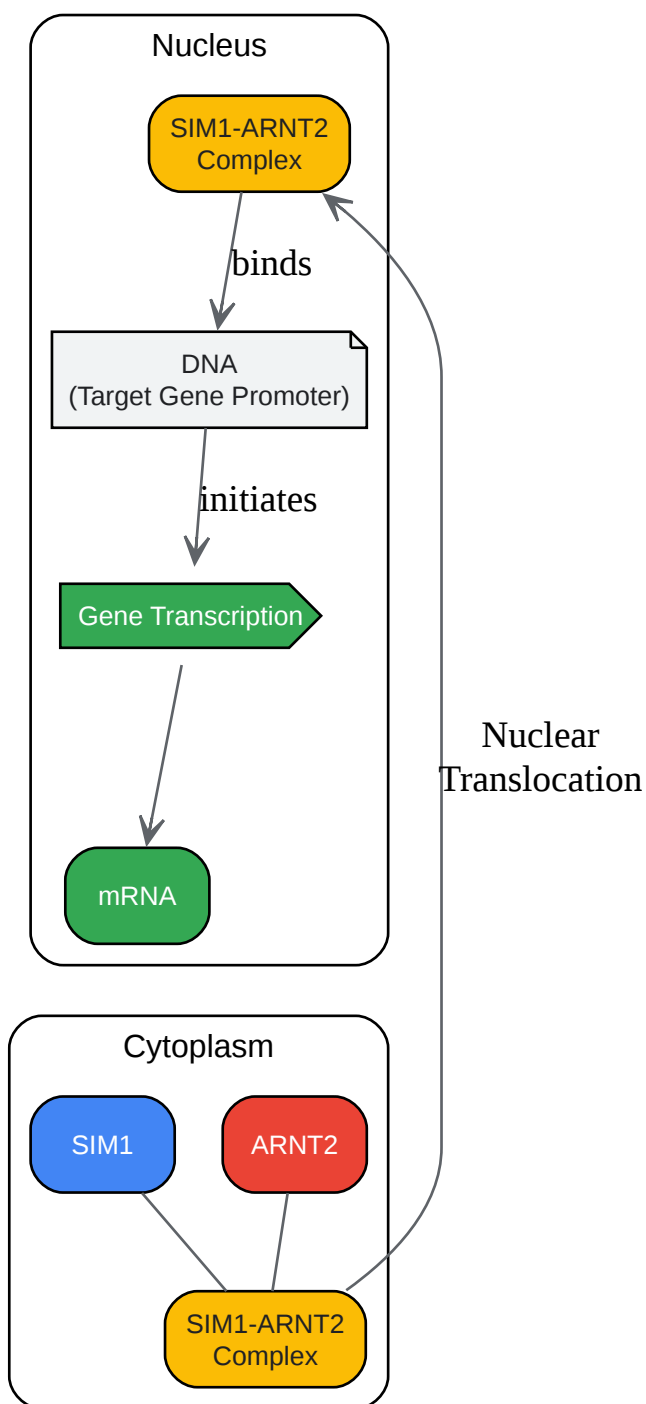 Nucleus
SIM1-ARNT2
Complex
binds
DNA
(Target Gene Promoter)
initiates
Gene Transcription
Nuclear
Translocation
mRNA
Cytoplasm
SIM1
ARNT2
SIM1-ARNT2
Complex